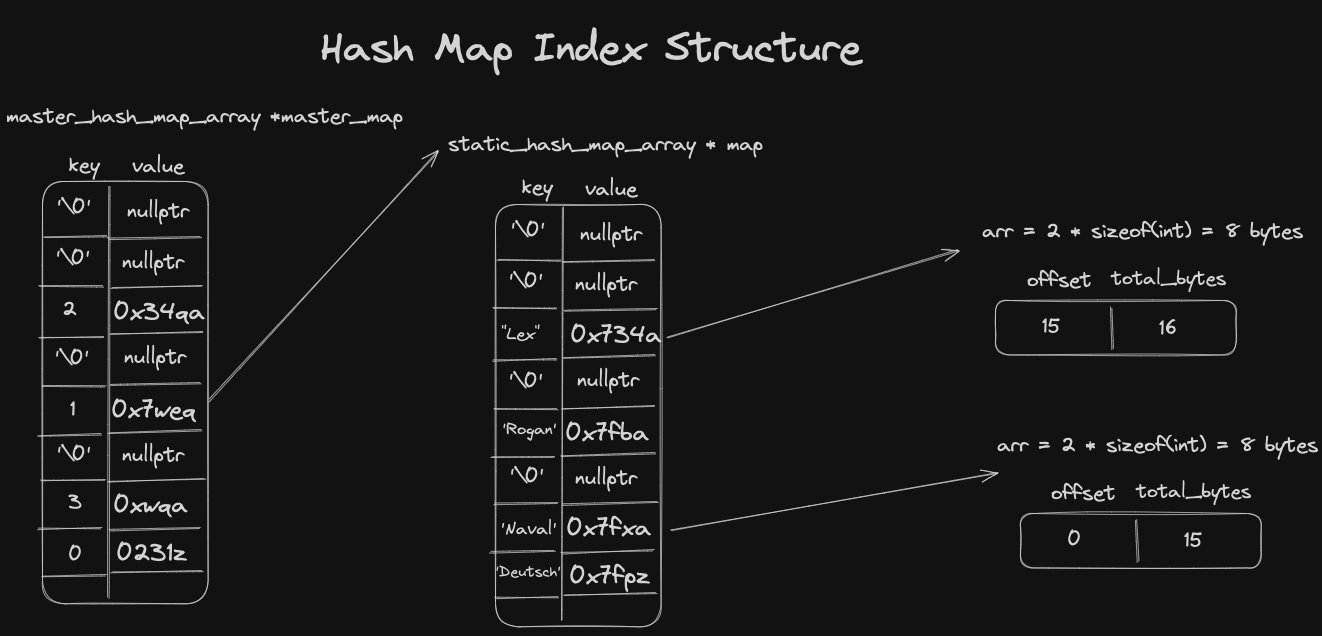 Hash Map Index Structure
master_hash_map_array *master_map
key value
'\0' nullptr
'\0' nullptr
2 0x34qa
'\0' nullptr
1 0x7weq
'\0' nullptr
3 0xwqa
0 0231z
static_hash_map_array * map
key value
'\0' nullptr
'\0' nullptr
"Lex" 0x734a
'\0' nullptr
'Rogan' 0x7fba
'\0' nullptr
'Naval' 0x7fxa
'Deutsch' 0x7fpz
arr = 2 * sizeof(int) = 8 bytes
offset total_bytes
15 16
arr = 2 * sizeof(int) = 8 bytes
offset total_bytes
0 15